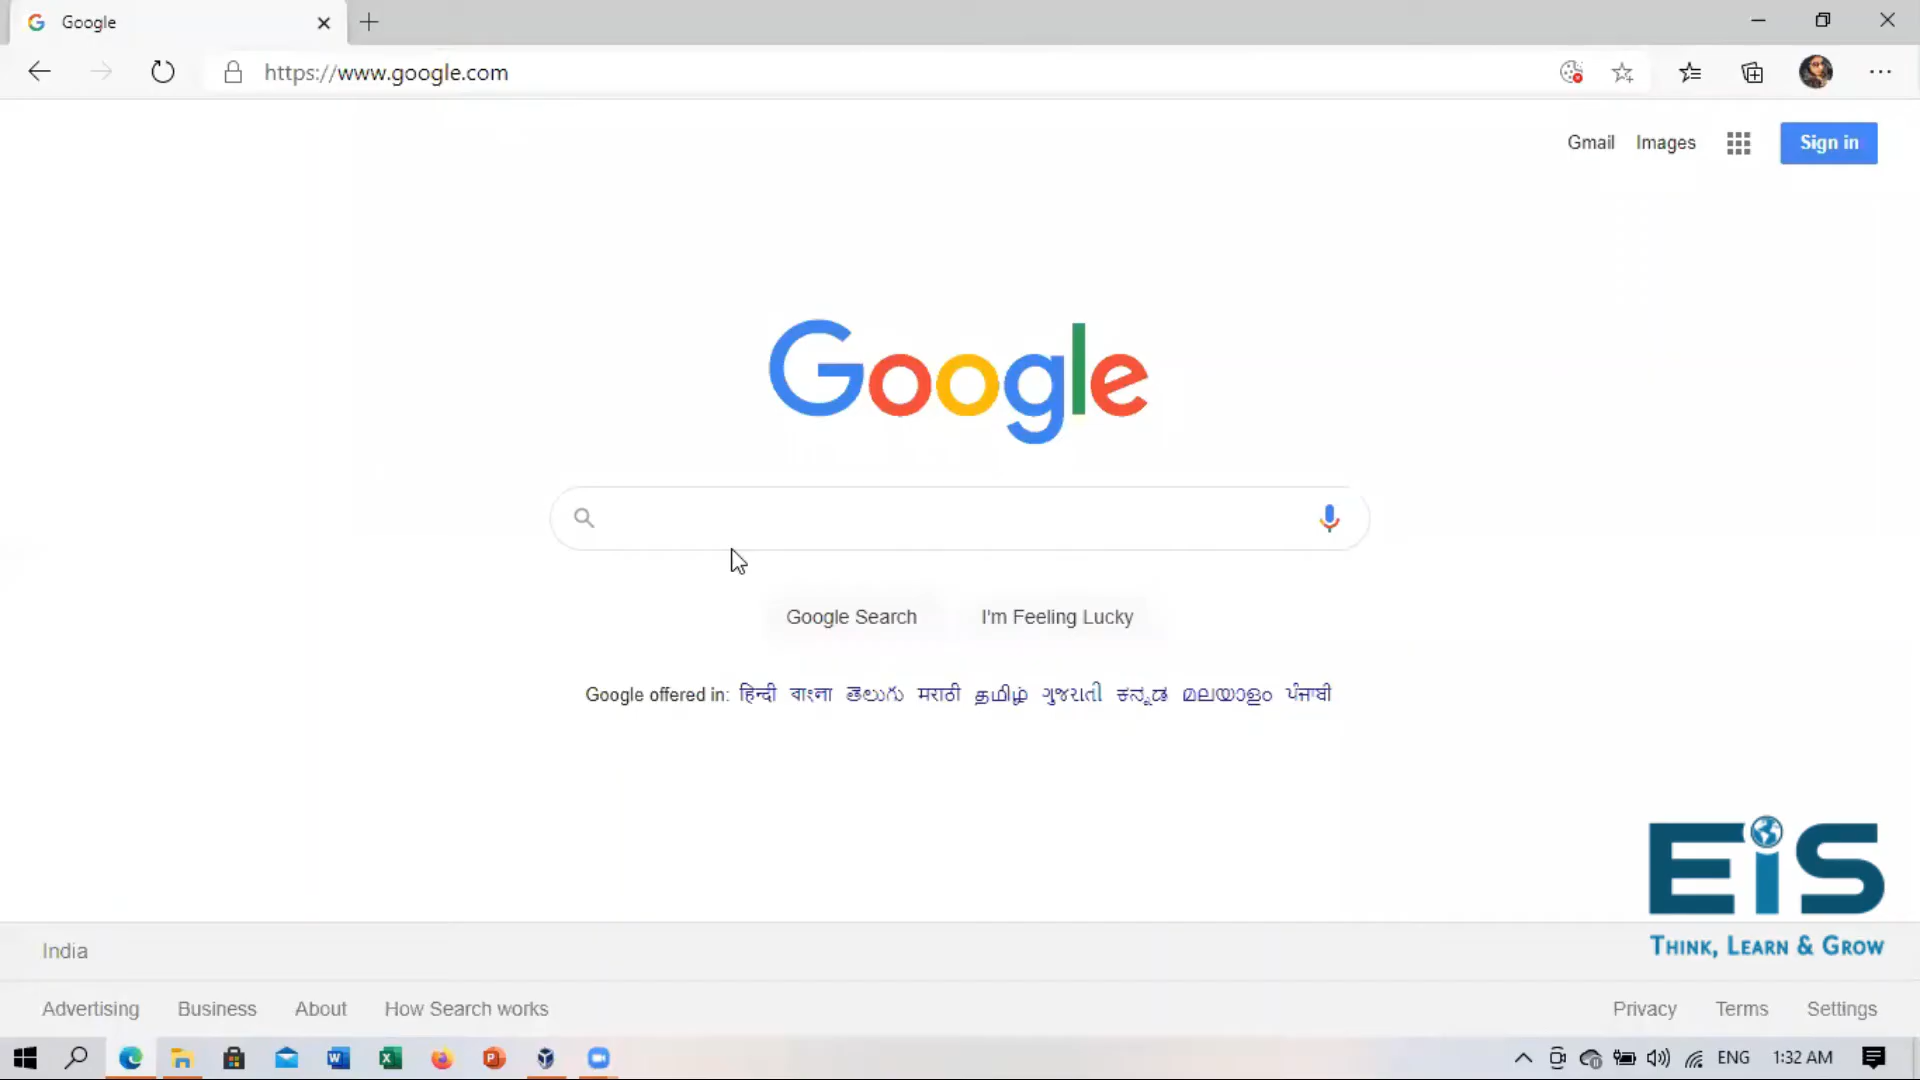 Google
https://www.google.com
Gmail Images Sign in
Google
Google Search I'm Feeling Lucky
Google offered in: हिन्दी বাংলা తెలుగు मराठी தமிழ் ગુજરાતી ಕನ್ನಡ മലയാളം ਪੰਜਾਬੀ
EiS
THINK, LEARN & GROW
India
Advertising Business About How Search works Privacy Terms Settings
ENG 1:32 AM